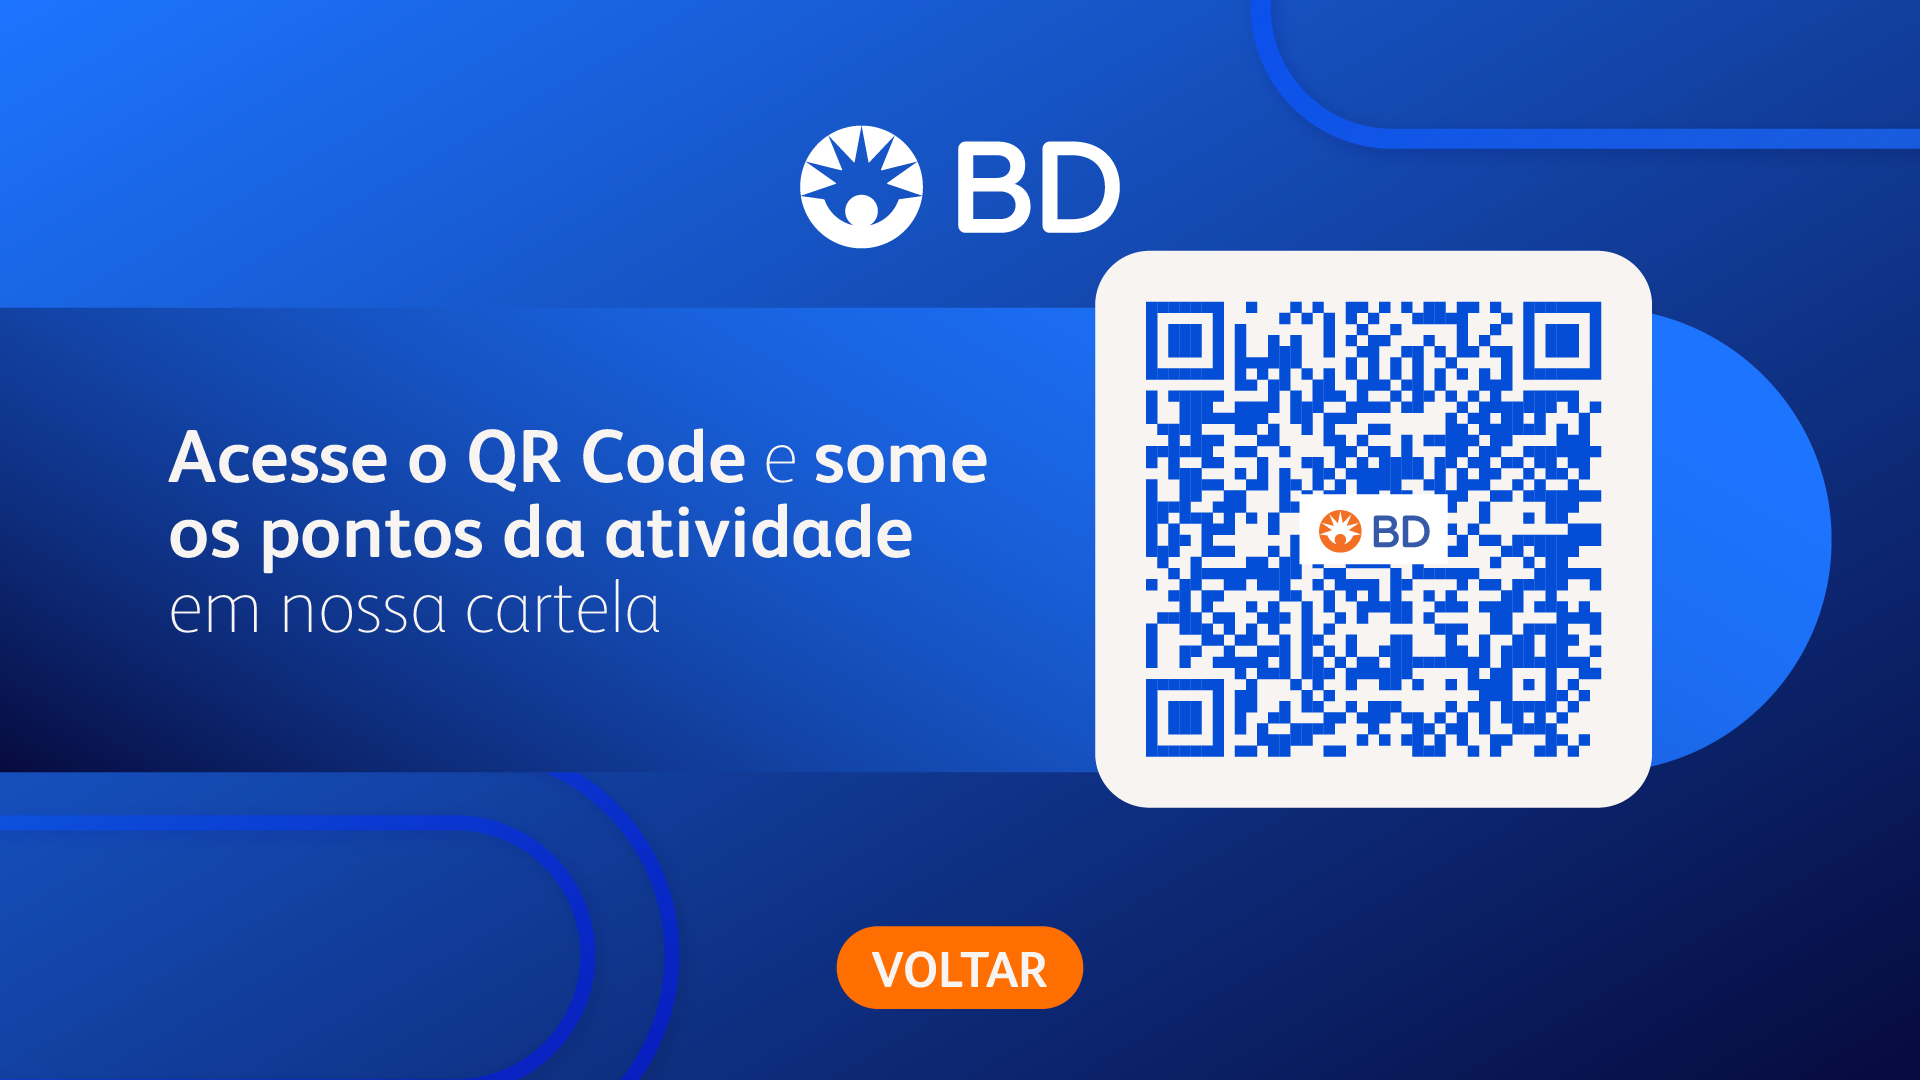 BD
Acesse o QR Code e some
os pontos da atividade
em nossa cartela
BD
VOLTAR